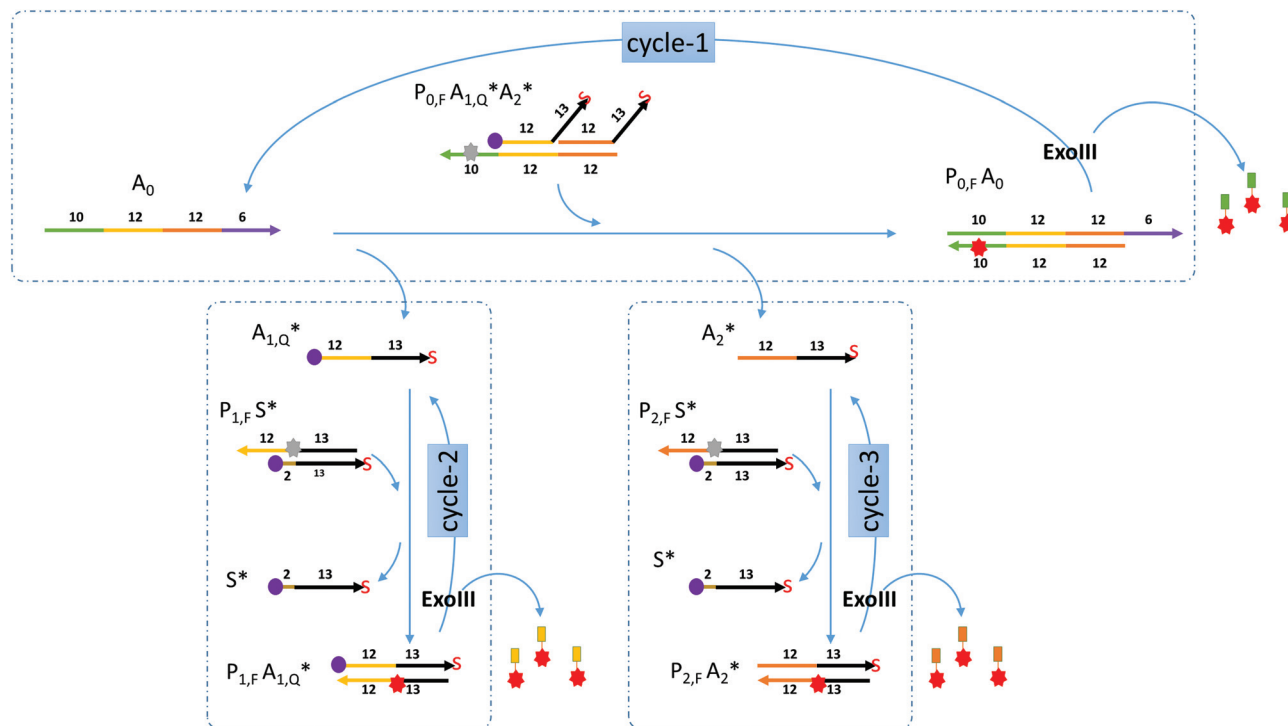 cycle-1
P0,F A1,Q*A2*
S S
13 13
12 12
10 12 12
ExoIII
A0
10 12 12 6
P0,F A0
10 12 12 6
10 12 12
A1,Q*
12 13 S
P1,F S*
12 13
2 13 S
cycle-2
S*
2 13 S
ExoIII
P1,F A1,Q*
12 13 S
12 13
A2*
12 13 S
P2,F S*
12 13
2 13 S
cycle-3
S*
2 13 S
ExoIII
P2,F A2*
12 13 S
12 13